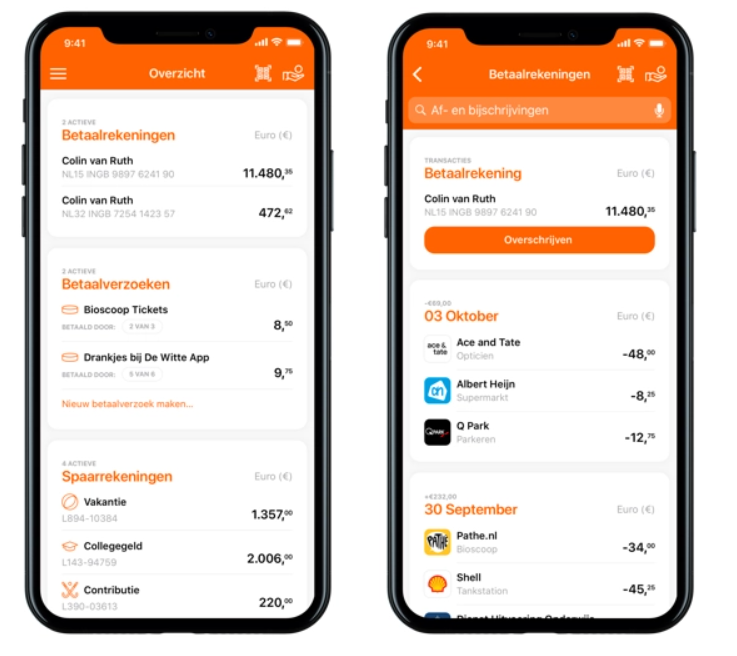 9:41
Overzicht
2 ACTIEVE
Betaalrekeningen Euro (€)
Colin van Ruth
NL15 INGB 9897 6241 90 11.480,35
Colin van Ruth
NL32 INGB 7254 1423 57 472,62
2 ACTIEVE
Betaalverzoeken Euro (€)
Bioscoop Tickets
BETAALD DOOR: 2 VAN 3 8,50
Drankjes bij De Witte App
BETAALD DOOR: 5 VAN 6 9,75
Nieuw betaalverzoek maken...
4 ACTIEVE
Spaarrekeningen Euro (€)
Vakantie
L894-10384 1.357,00
Collegegeld
L143-94759 2.006,00
Contributie
L390-03613 220,00
9:41
Betaalrekeningen
Af- en bijschrijvingen
TRANSACTIES
Betaalrekening Euro (€)
Colin van Ruth
NL15 INGB 9897 6241 90 11.480,35
Overschrijven
-€69,00
03 Oktober Euro (€)
ace &
tate
Ace and Tate
Opticien -48,00
Albert Heijn
Supermarkt -8,25
Q Park
Parkeren -12,75
+€232,00
30 September Euro (€)
PATHÉ
Pathe.nl
Bioscoop -34,00
Shell
Tankstation -45,25